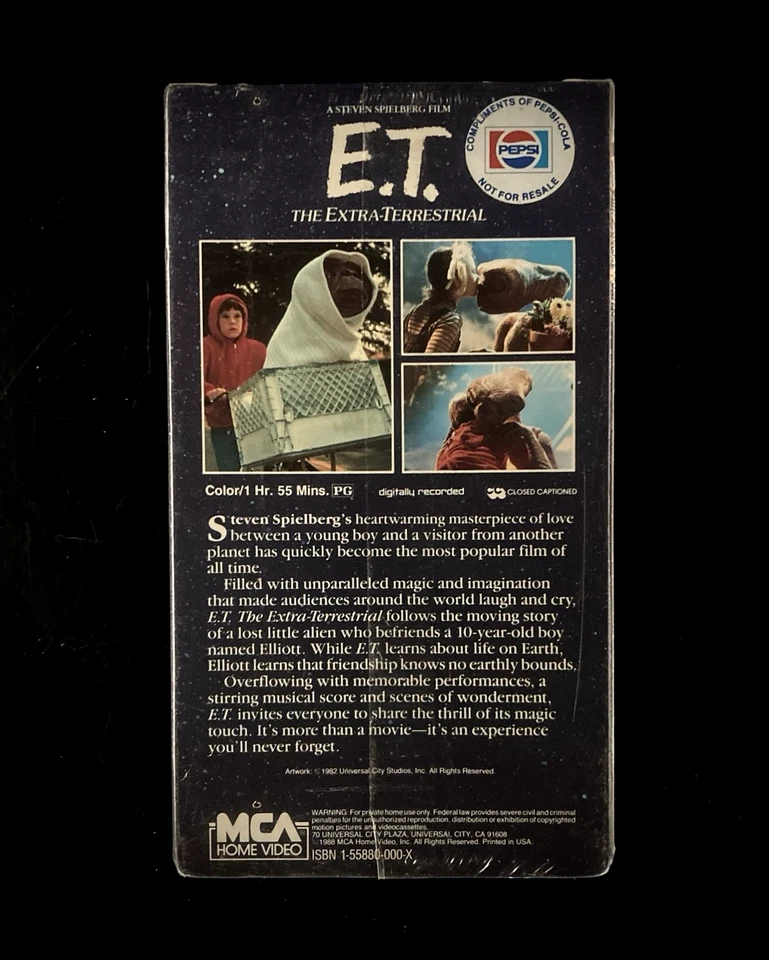 A STEVEN SPIELBERG FILM
E.T.
THE EXTRA-TERRESTRIAL
COMPLIMENTS OF PEPSI-COLA
PEPSI
NOT FOR RESALE
Color/1 Hr. 55 Mins. PG digitally recorded CC CLOSED CAPTIONED
Steven Spielberg's heartwarming masterpiece of love
between a young boy and a visitor from another
planet has quickly become the most popular film of
all time.
Filled with unparalleled magic and imagination
that made audiences around the world laugh and cry,
E.T. The Extra-Terrestrial follows the moving story
of a lost little alien who befriends a 10-year-old boy
named Elliott. While E.T. learns about life on Earth,
Elliott learns that friendship knows no earthly bounds.
Overflowing with memorable performances, a
stirring musical score and scenes of wonderment,
E.T. invites everyone to share the thrill of its magic
touch. It's more than a movie—it's an experience
you'll never forget.
Artwork: © 1982 Universal City Studios, Inc. All Rights Reserved.
MCA
HOME VIDEO
WARNING: For private home use only. Federal law provides severe civil and criminal
penalties for the unauthorized reproduction, distribution or exhibition of copyrighted
motion pictures and videocassettes.
70 UNIVERSAL CITY PLAZA, UNIVERSAL CITY, CA 91608
© 1988 MCA Home Video, Inc. All Rights Reserved. Printed in USA.
ISBN 1-55880-000-X